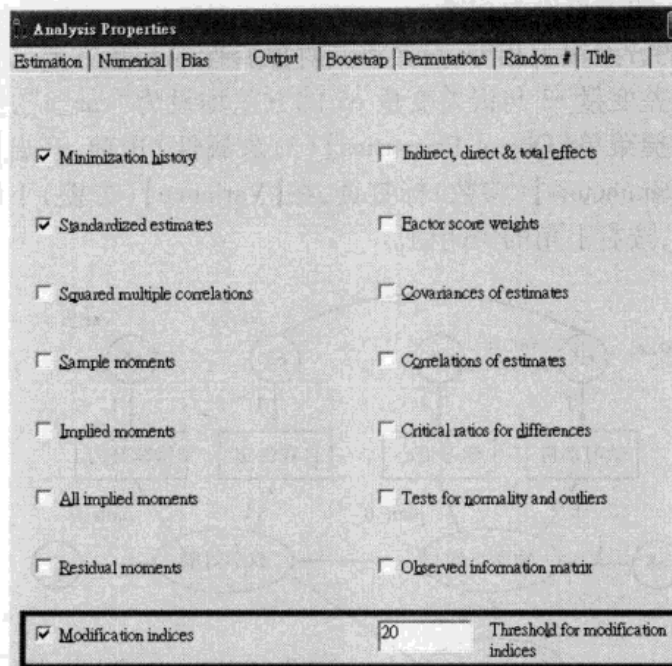 Analysis Properties
Estimation Numerical Bias Output Bootstrap Permutations Random # Title
Minimization history
Indirect, direct & total effects
Standardized estimates
Factor score weights
Squared multiple correlations
Covariances of estimates
Sample moments
Correlations of estimates
Implied moments
Critical ratios for differences
All implied moments
Tests for normality and outliers
Residual moments
Observed information matrix
Modification indices
20
Threshold for modification
indices